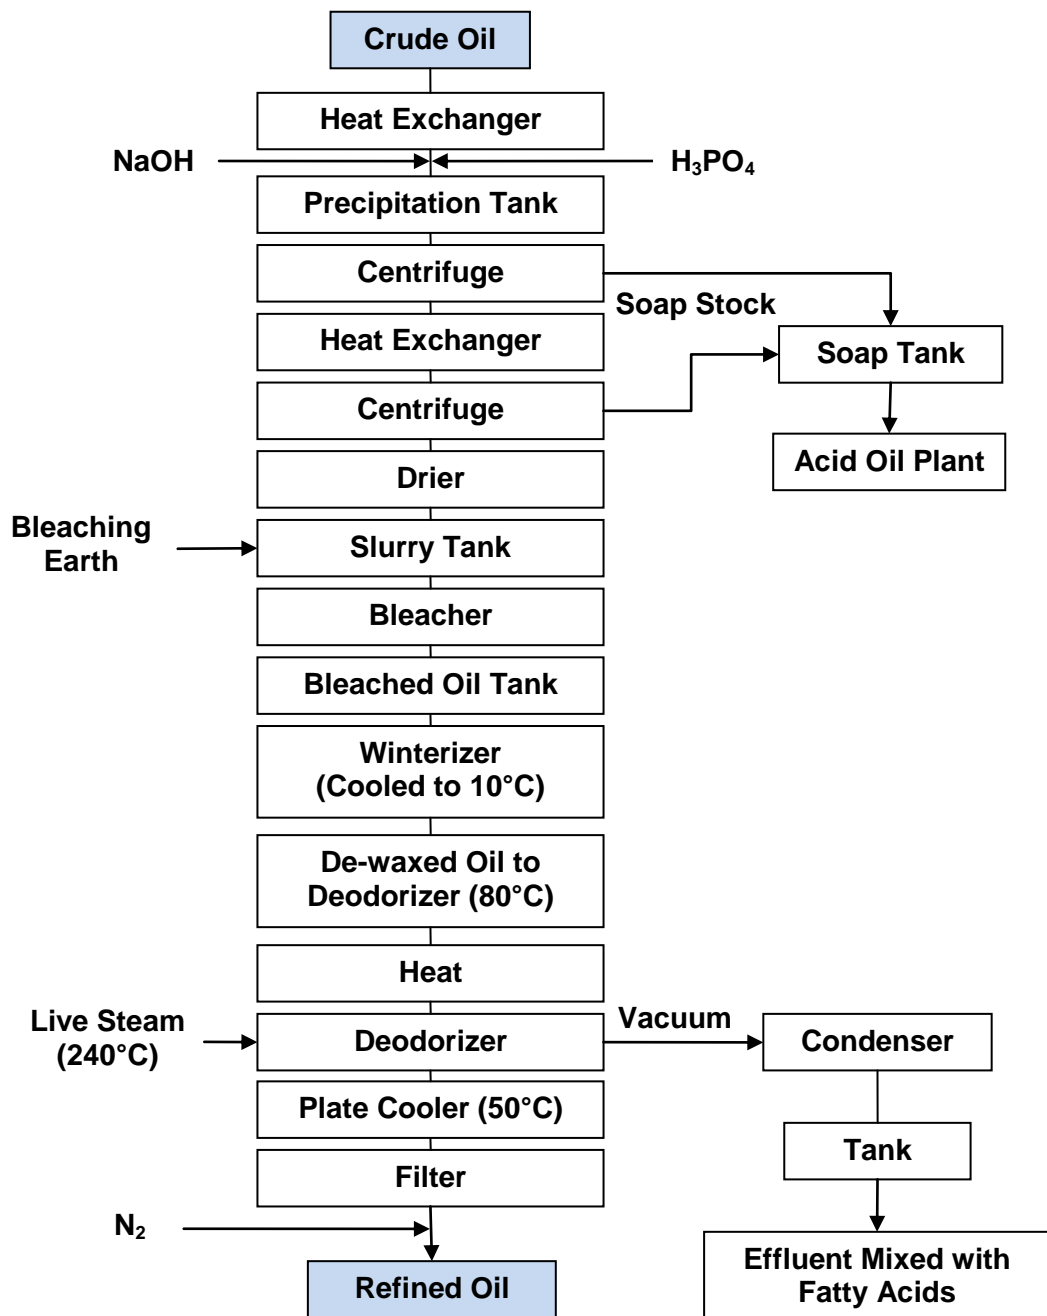 Crude Oil
Heat Exchanger
NaOH
H₃PO₄
Precipitation Tank
Centrifuge
Soap Stock
Heat Exchanger
Soap Tank
Centrifuge
Acid Oil Plant
Drier
Bleaching
Earth
Slurry Tank
Bleacher
Bleached Oil Tank
Winterizer
(Cooled to 10°C)
De-waxed Oil to
Deodorizer (80°C)
Heat
Live Steam
(240°C)
Deodorizer
Vacuum
Condenser
Plate Cooler (50°C)
Tank
Filter
N₂
Effluent Mixed with
Fatty Acids
Refined Oil